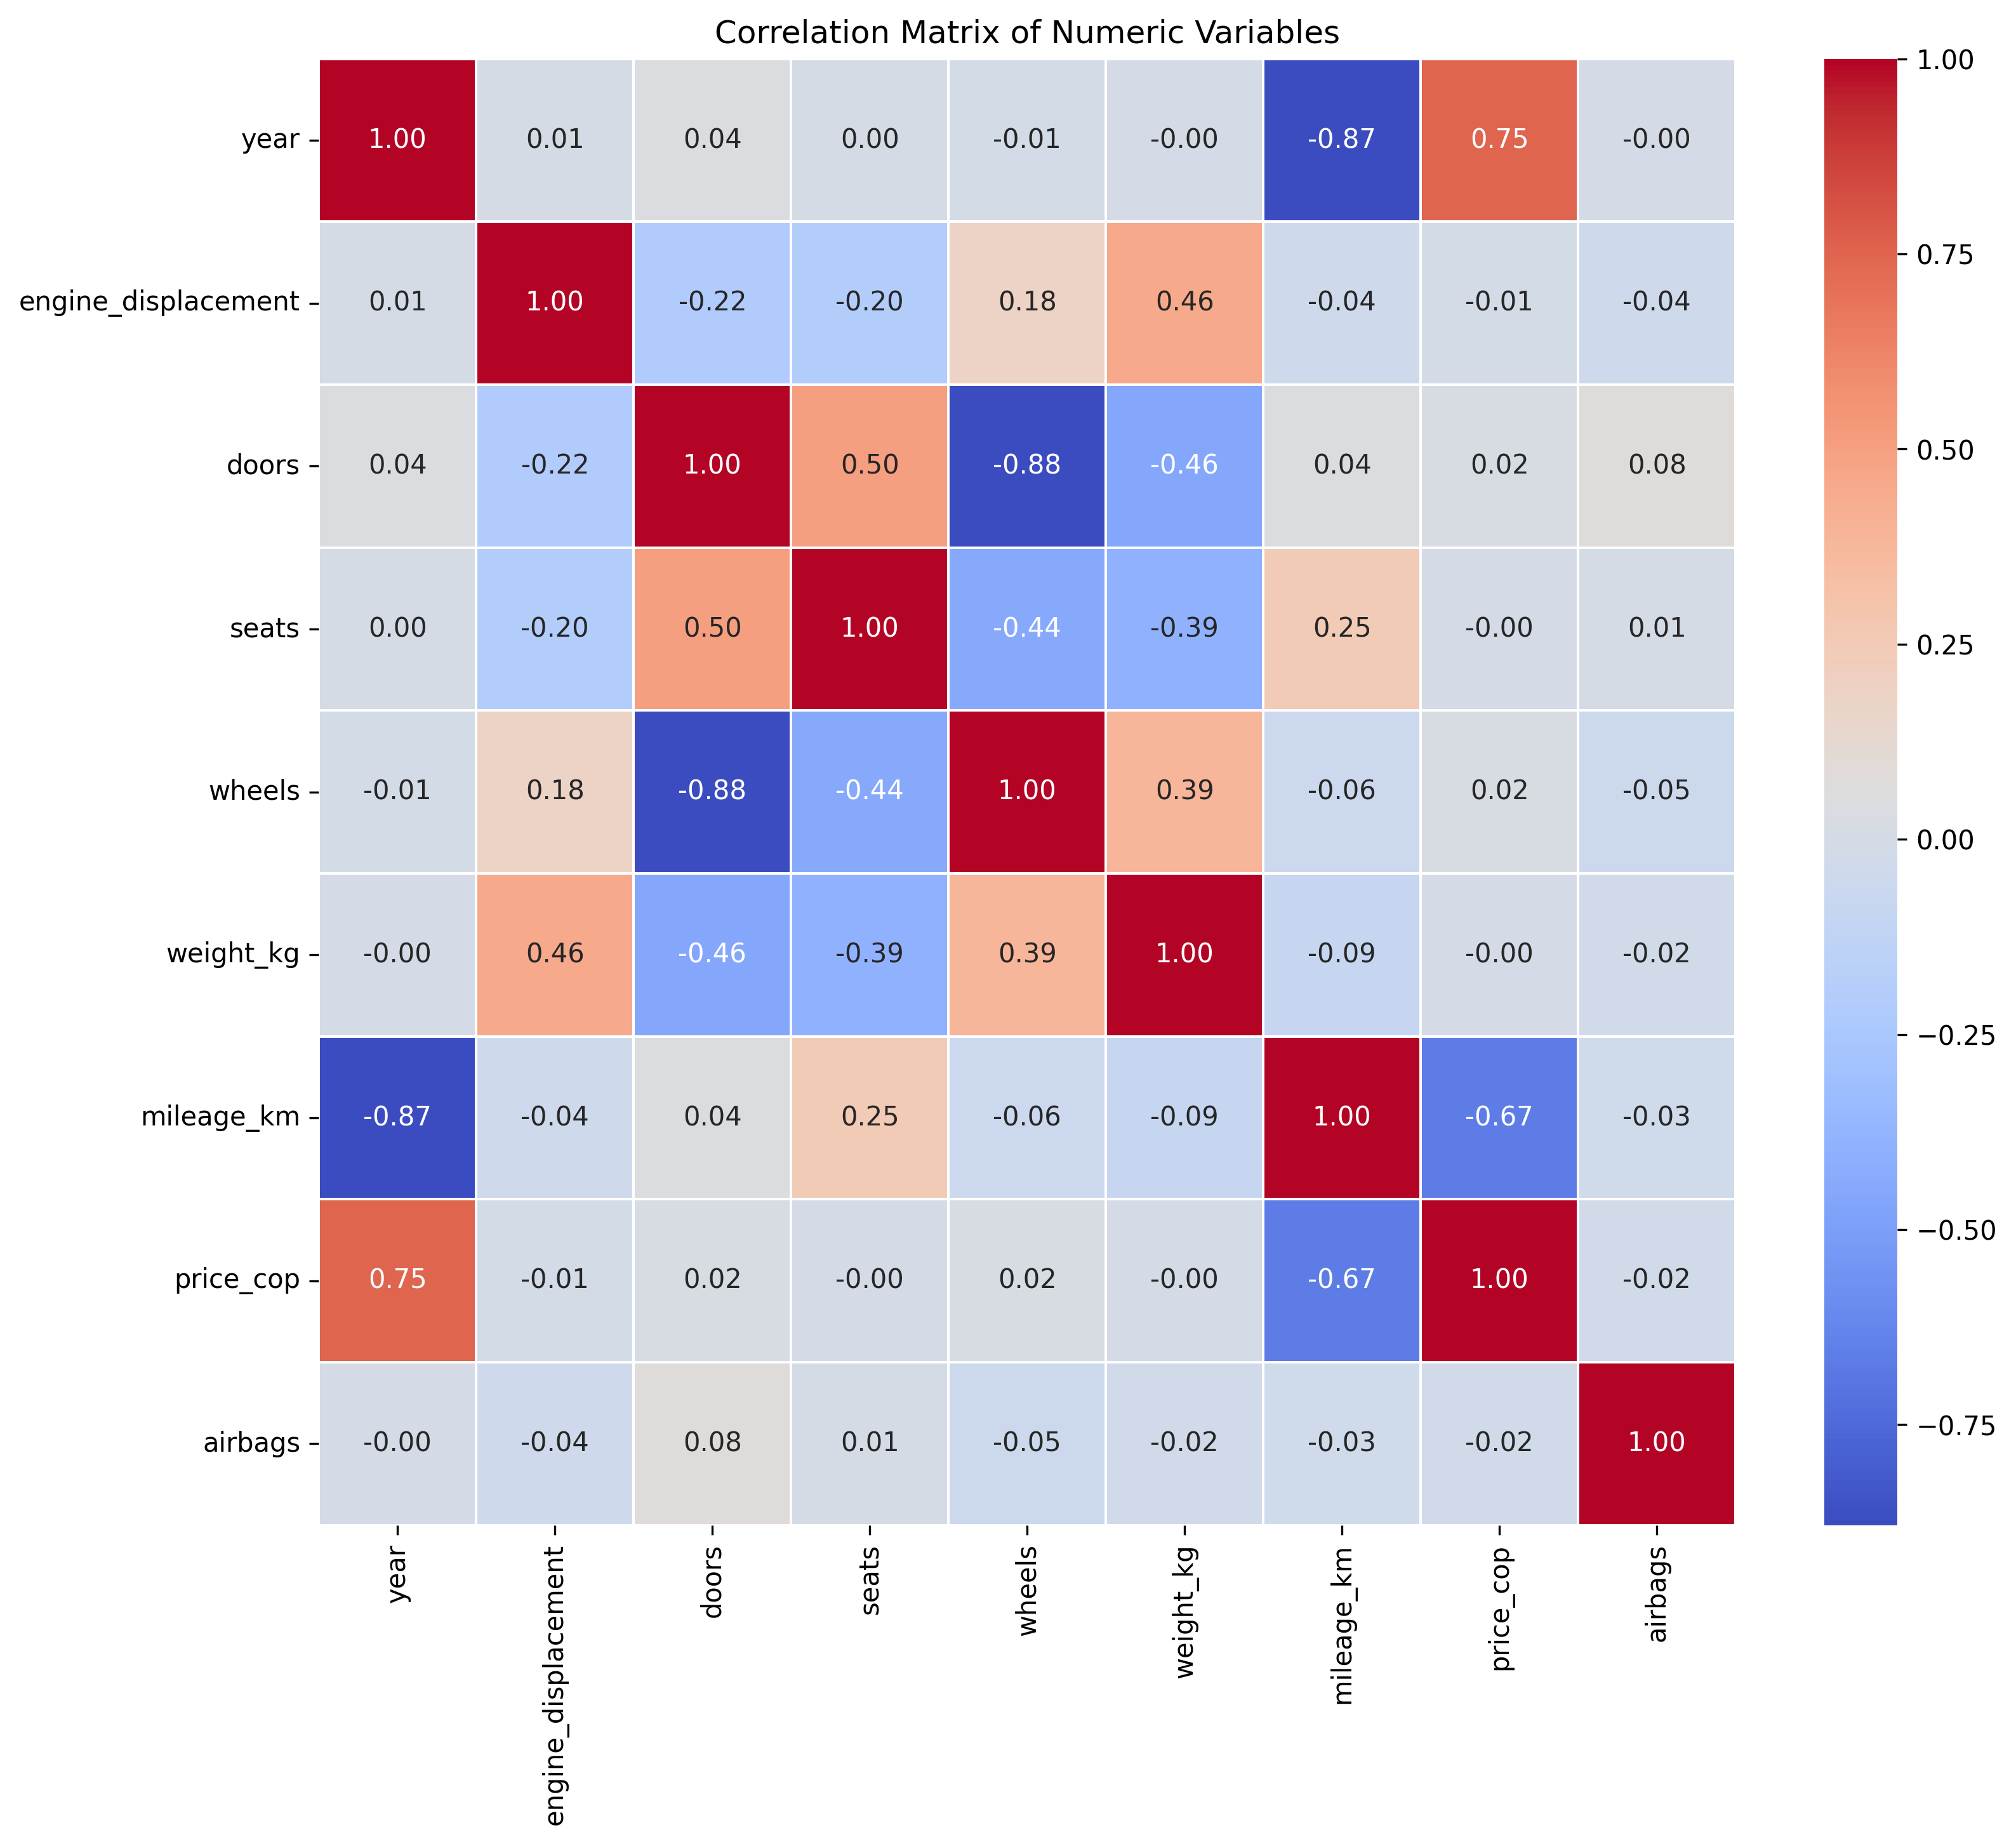 Correlation Matrix of Numeric Variables
year 1.00 0.01 0.04 0.00 -0.01 -0.00 -0.87 0.75 -0.00
engine_displacement 0.01 1.00 -0.22 -0.20 0.18 0.46 -0.04 -0.01 -0.04
doors 0.04 -0.22 1.00 0.50 -0.88 -0.46 0.04 0.02 0.08
seats 0.00 -0.20 0.50 1.00 -0.44 -0.39 0.25 -0.00 0.01
wheels -0.01 0.18 -0.88 -0.44 1.00 0.39 -0.06 0.02 -0.05
weight_kg -0.00 0.46 -0.46 -0.39 0.39 1.00 -0.09 -0.00 -0.02
mileage_km -0.87 -0.04 0.04 0.25 -0.06 -0.09 1.00 -0.67 -0.03
price_cop 0.75 -0.01 0.02 -0.00 0.02 -0.00 -0.67 1.00 -0.02
airbags -0.00 -0.04 0.08 0.01 -0.05 -0.02 -0.03 -0.02 1.00
year engine_displacement doors seats wheels weight_kg mileage_km price_cop airbags
1.00
0.75
0.50
0.25
0.00
−0.25
−0.50
−0.75